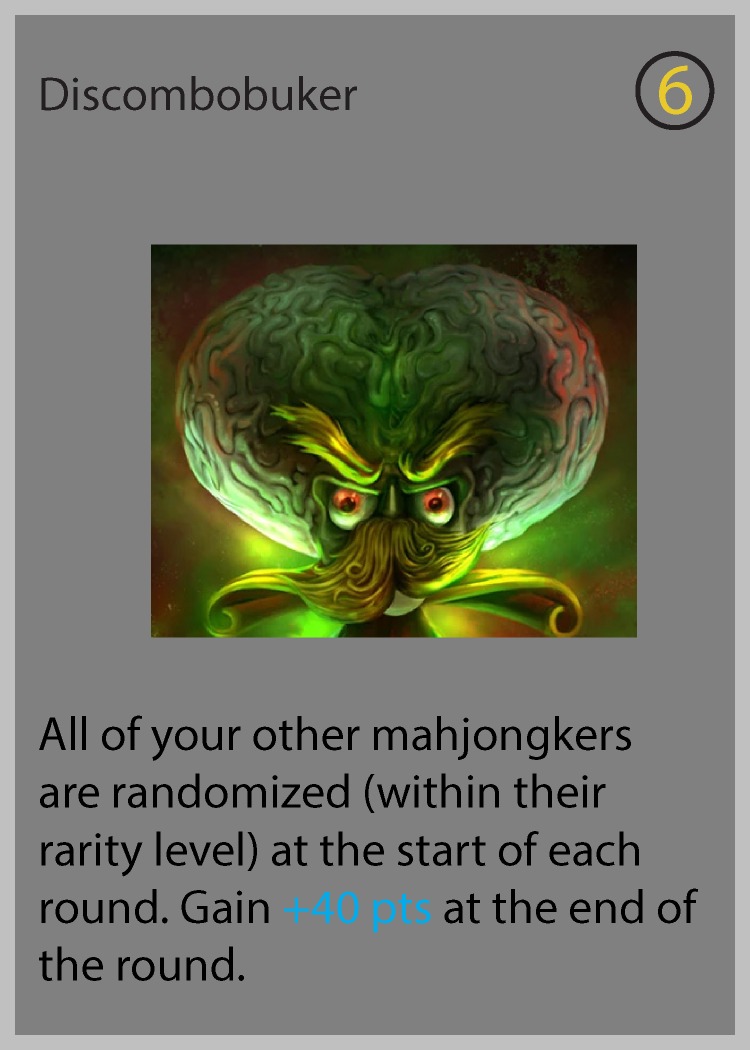 Discombobuker
6
All of your other mahjongkers
are randomized (within their
rarity level) at the start of each
round. Gain +40 pts at the end of
the round.